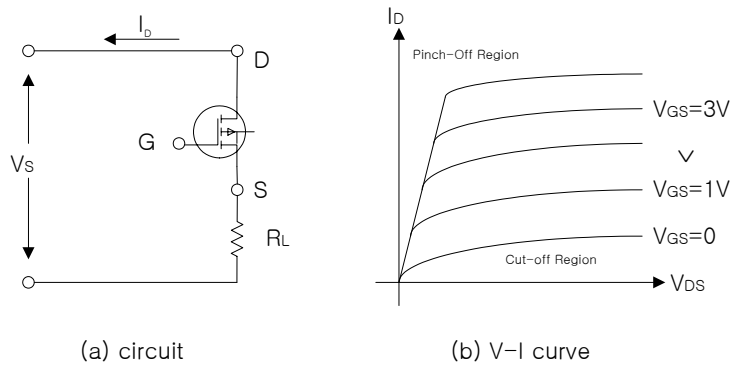 ID
D
G
VS
S
RL
(a) circuit
ID
Pinch-Off Region
VGS=3V
VGS=1V
VGS=0
Cut-off Region
VDS
(b) V-I curve